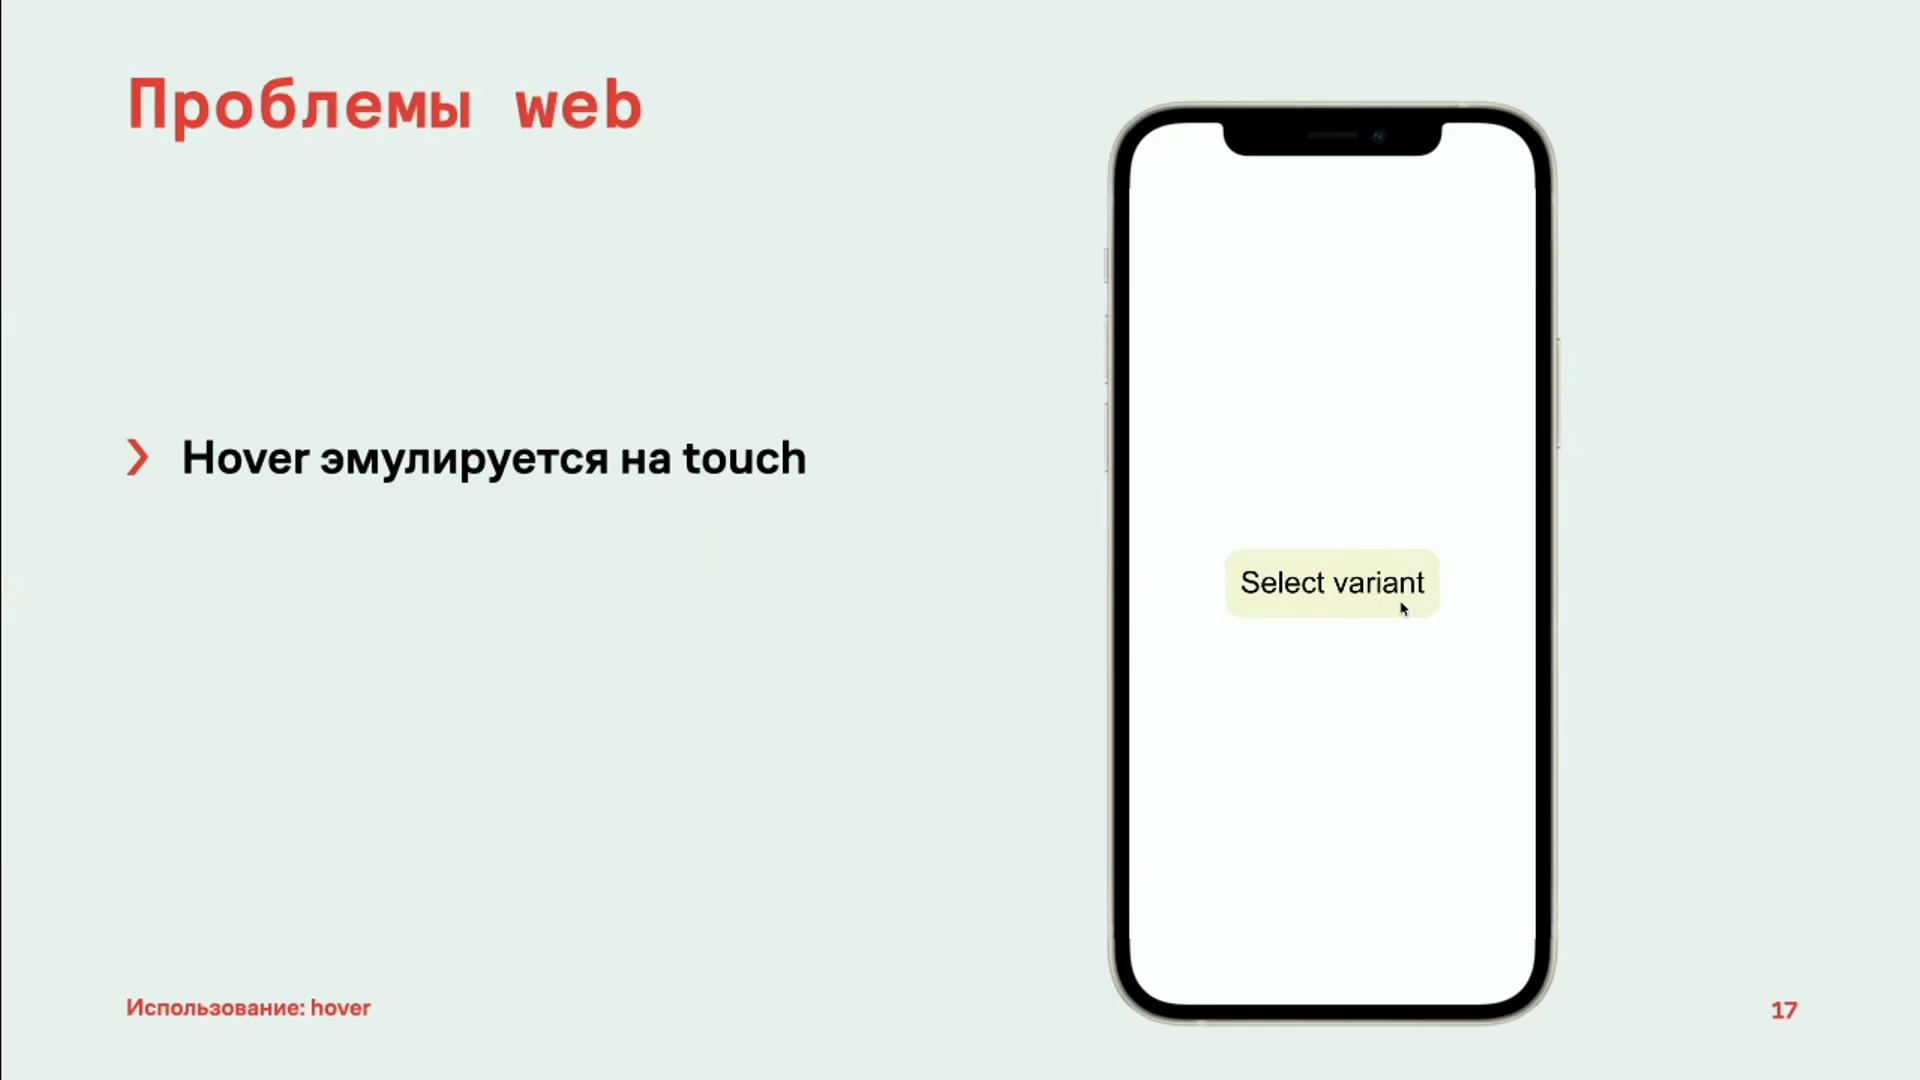 Проблемы web
Hover эмулируется на touch
Select variant
Использование: hover
17